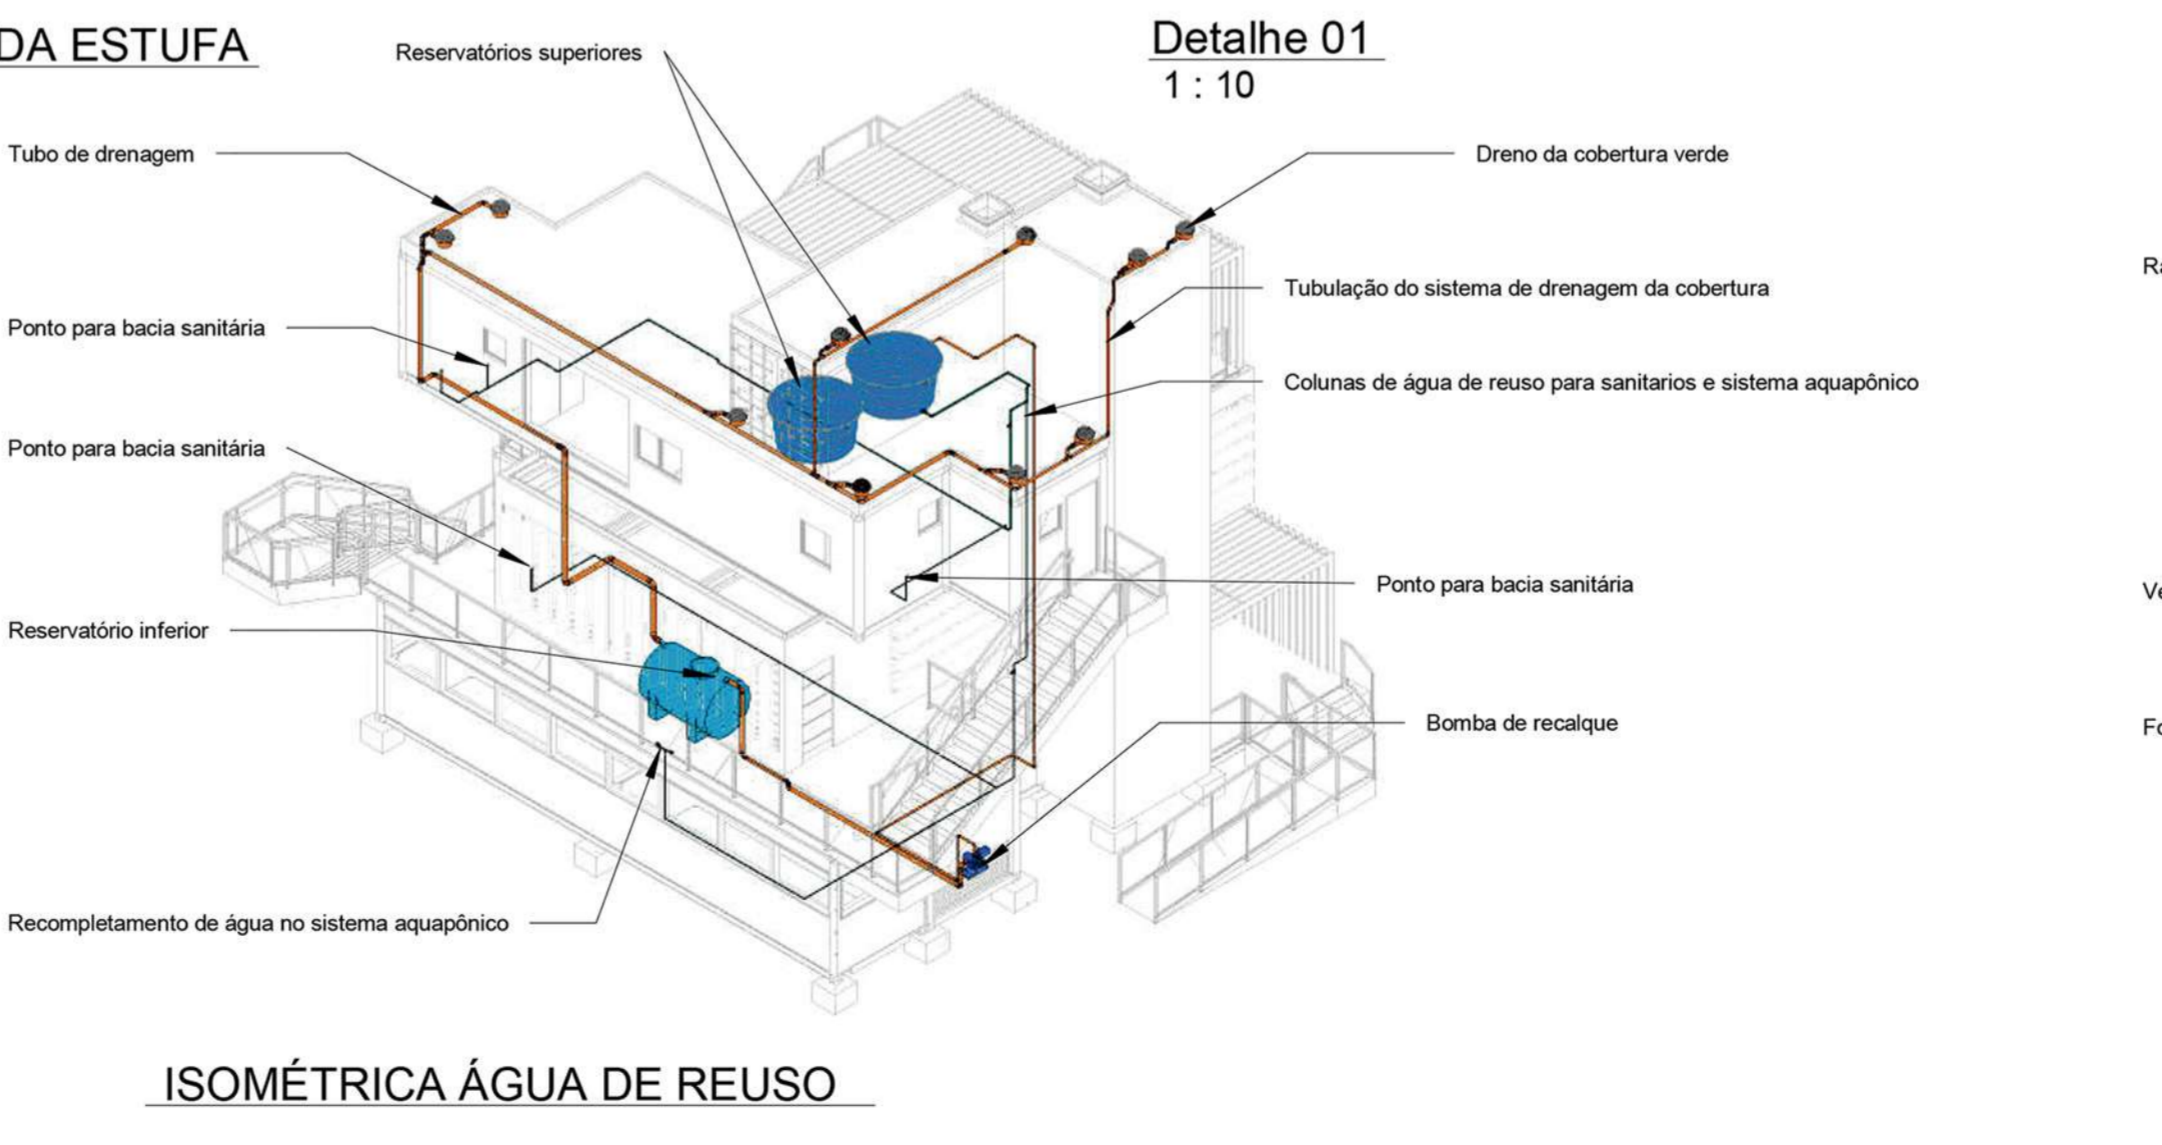 DA ESTUFA
Reservatórios superiores
Detalhe 01
1 : 10
Tubo de drenagem
Dreno da cobertura verde
Ra
Tubulação do sistema de drenagem da cobertura
Ponto para bacia sanitária
Colunas de água de reuso para sanitarios e sistema aquapônico
Ponto para bacia sanitária
Ponto para bacia sanitária
Ve
Reservatório inferior
Bomba de recalque
Fo
Recompletamento de água no sistema aquapônico
ISOMÉTRICA ÁGUA DE REUSO